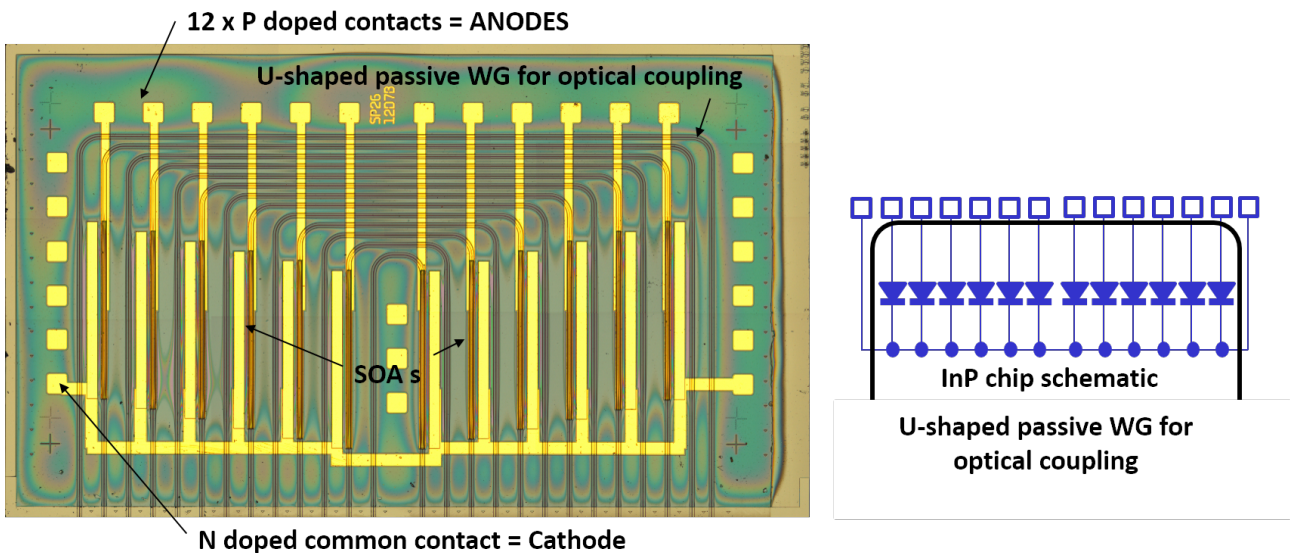 12 x P doped contacts = ANODES
U-shaped passive WG for optical coupling
SP26
1207B
SOA s
InP chip schematic
U-shaped passive WG for
optical coupling
N doped common contact = Cathode